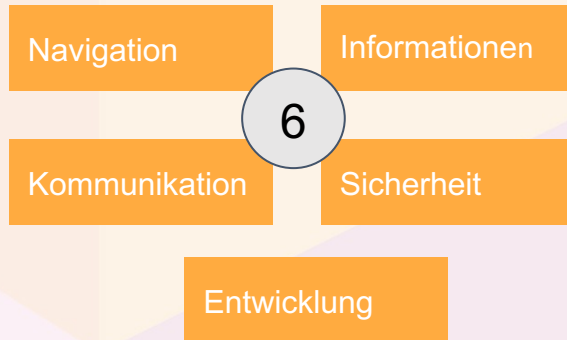 Navigation
Informationen
6
Kommunikation
Sicherheit
Entwicklung